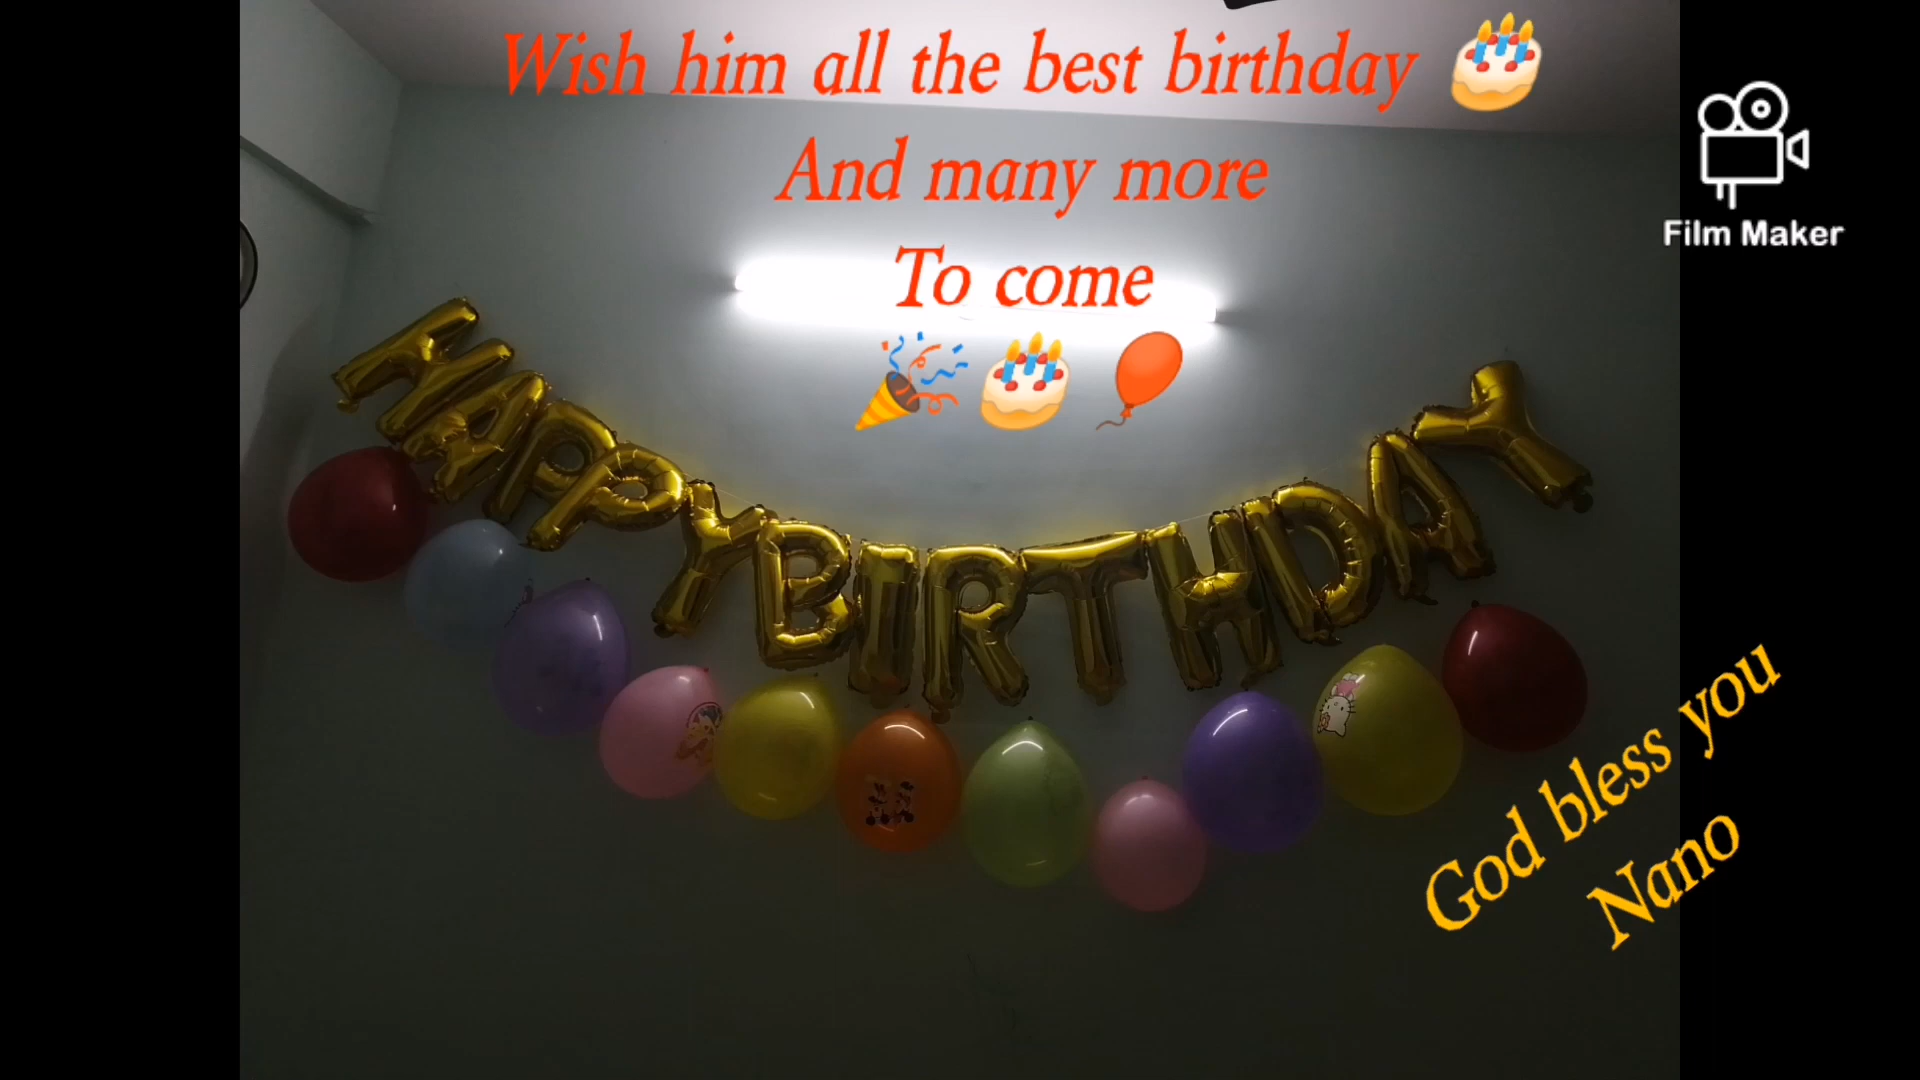 Wish him all the best birthday 🎂
And many more
To come
🎉🎂🎈
Film Maker
HAPPY BIRTHDAY
God bless you
Nano